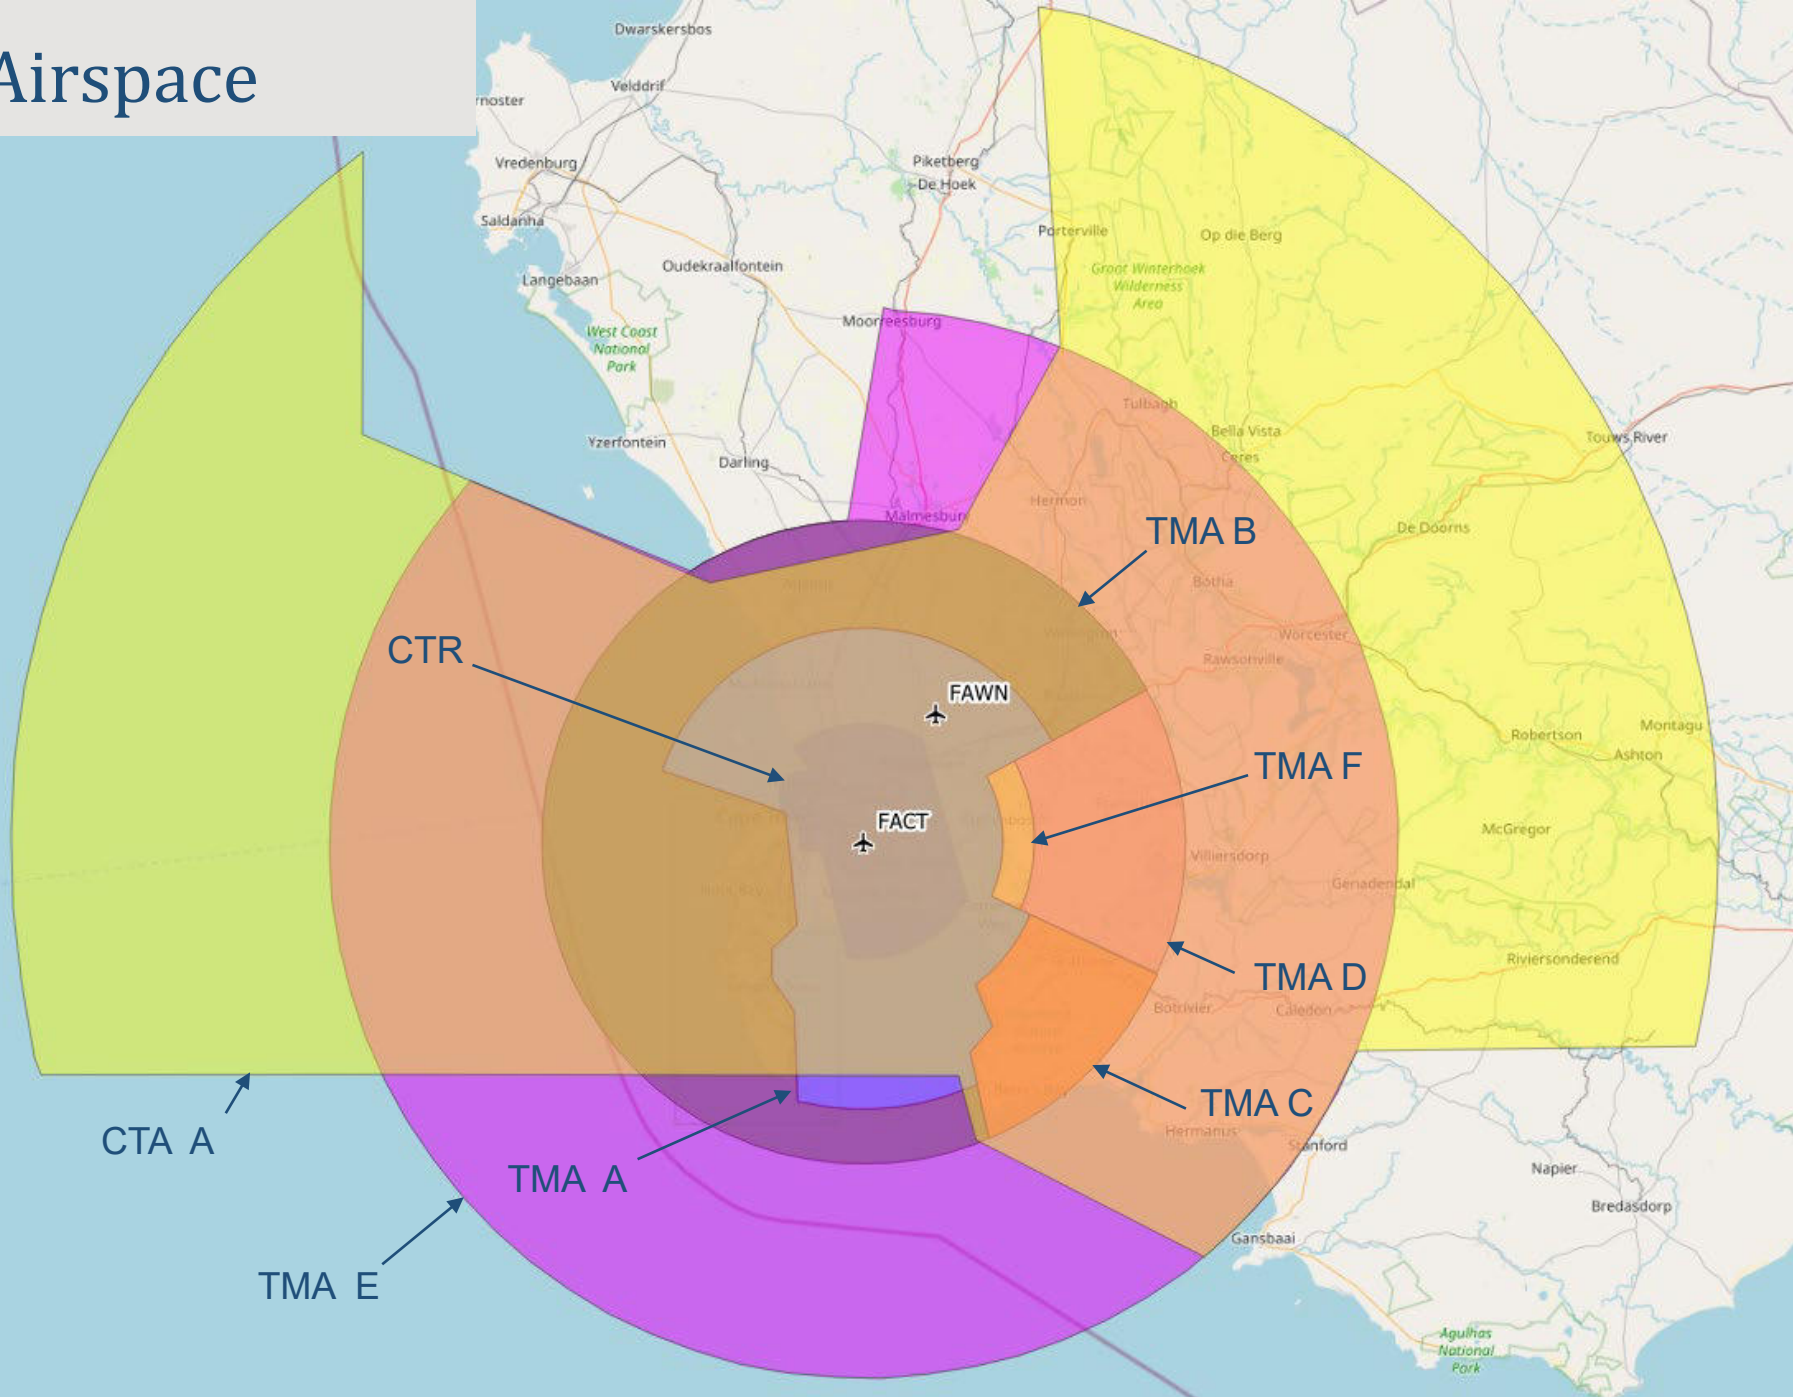 Airspace
Dwarskersbos
Velddrif
rnoster
Vredenburg
Piketberg
De Hoek
Saldanha
Porterville
Op die Berg
Langebaan
Oudekraalfontein
Groot Winterhoek
Wilderness
Area
Moorreesburg
West Coast
National
Park
Tulbagh
Bella Vista
Ceres
Touws River
Yzerfontein
Darling
Hermon
Malmesbury
De Doorns
TMA B
Botha
Worcester
Rawsonville
CTR
FAWN
Montagu
Robertson
Ashton
TMA F
FACT
McGregor
Villiersdorp
Genadendal
Riviersonderend
TMA D
Botrivier
Caledon
TMA C
CTA A
Hermanus
Stanford
TMA A
Napier
Bredasdorp
Gansbaai
TMA E
Agulhas
National
Park